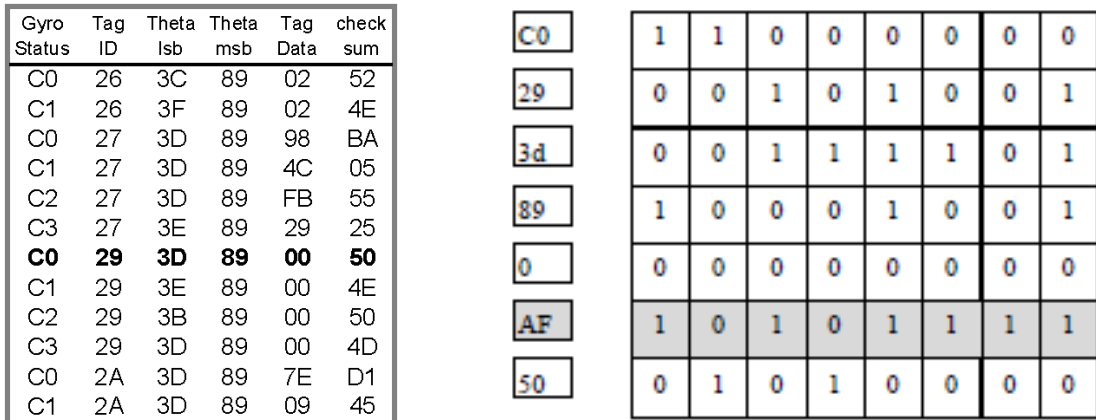 Gyro Tag Theta Theta Tag check
Status ID lsb msb Data sum
C0 26 3C 89 02 52
C1 26 3F 89 02 4E
C0 27 3D 89 98 BA
C1 27 3D 89 4C 05
C2 27 3D 89 FB 55
C3 27 3E 89 29 25
C0 29 3D 89 00 50
C1 29 3E 89 00 4E
C2 29 3B 89 00 50
C3 29 3D 89 00 4D
C0 2A 3D 89 7E D1
C1 2A 3D 89 09 45
C0 1 1 0 0 0 0 0 0
29 0 0 1 0 1 0 0 1
3d 0 0 1 1 1 1 0 1
89 1 0 0 0 1 0 0 1
0 0 0 0 0 0 0 0 0
AF 1 0 1 0 1 1 1 1
50 0 1 0 1 0 0 0 0